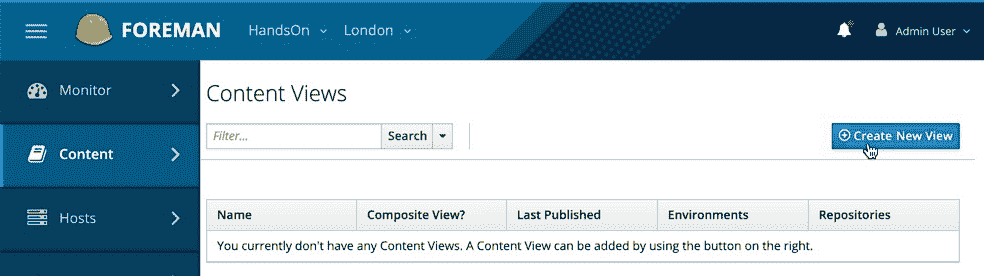 FOREMAN HandsOn London Admin User
Monitor
Content
Hosts
Content Views
Filter... Search Create New View
Name Composite View? Last Published Environments Repositories
You currently don't have any Content Views. A Content View can be added by using the button on the right.